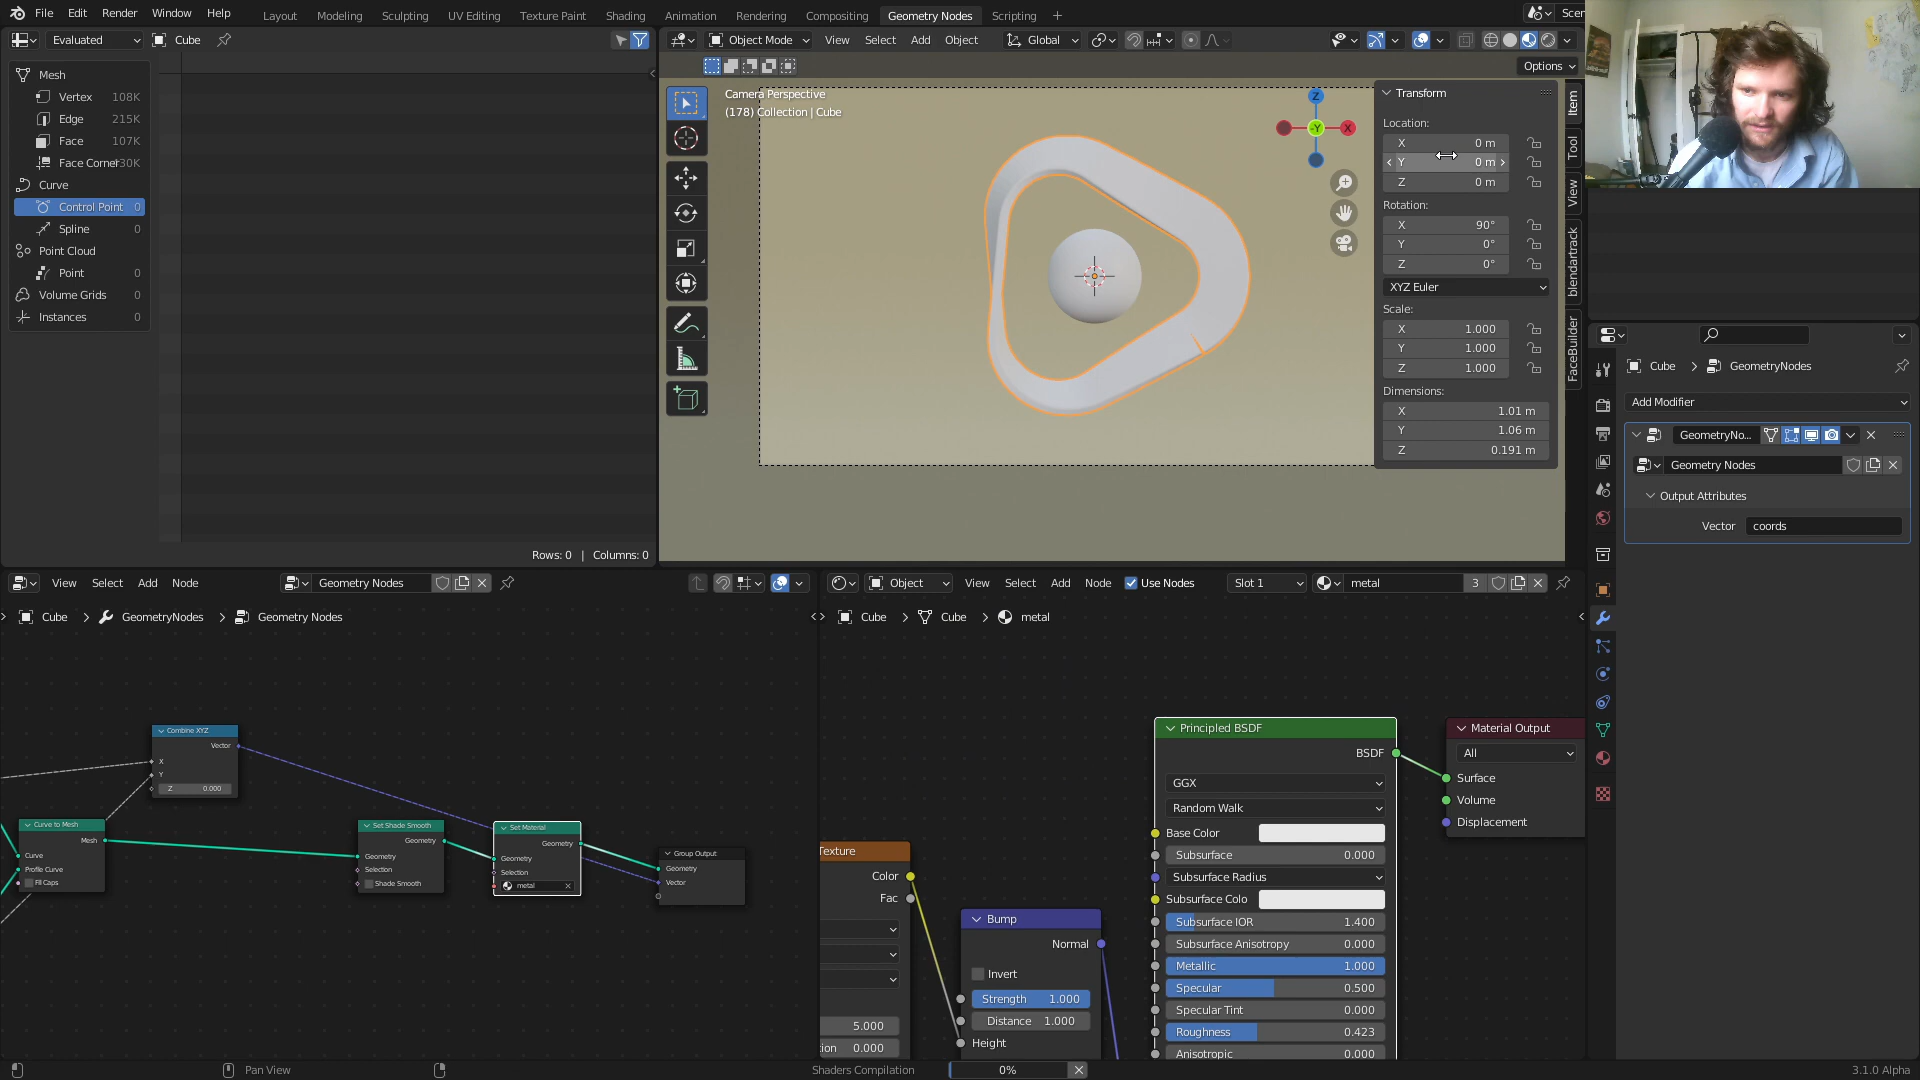 File Edit Render Window Help Layout Modeling Sculpting UV Editing Texture Paint Shading Animation Rendering Compositing Geometry Nodes Scripting + Scen
Evaluated Cube
Object Mode View Select Add Object Global
Options
Mesh
Vertex 108K
Edge 215K
Face 107K
Face Corner 30K
Curve
Control Point 0
Spline 0
Point Cloud
Point 0
Volume Grids 0
Instances 0
Rows: 0 | Columns: 0
Camera Perspective
(178) Collection | Cube
Z
-Y
X
Transform
Location:
X 0 m
Y 0 m
Z 0 m
Rotation:
X 90°
Y 0°
Z 0°
XYZ Euler
Scale:
X 1.000
Y 1.000
Z 1.000
Dimensions:
X 1.01 m
Y 1.06 m
Z 0.191 m
Item
Tool
View
blendartrack
FaceBuilder
Cube GeometryNodes
Add Modifier
GeometryNo...
Geometry Nodes
Output Attributes
Vector coords
View Select Add Node Geometry Nodes
Cube GeometryNodes Geometry Nodes
Combine XYZ
Vector
X
Y
Z 0.000
Curve to Mesh
Mesh
Curve
Profile Curve
Fill Caps
Set Shade Smooth
Geometry
Geometry
Selection
Shade Smooth
Set Material
Geometry
Geometry
Selection
metal
Group Output
Geometry
Vector
Object View Select Add Node Use Nodes Slot 1 metal 3
Cube Cube metal
Texture
Color
Fac
5.000
ion 0.000
Bump
Normal
Invert
Strength 1.000
Distance 1.000
Height
Principled BSDF
BSDF
GGX
Random Walk
Base Color
Subsurface 0.000
Subsurface Radius
Subsurface Colo
Subsurface IOR 1.400
Subsurface Anisotropy 0.000
Metallic 1.000
Specular 0.500
Specular Tint 0.000
Roughness 0.423
Anisotropic 0.000
Material Output
All
Surface
Volume
Displacement
Pan View
Shaders Compilation 0%
3.1.0 Alpha